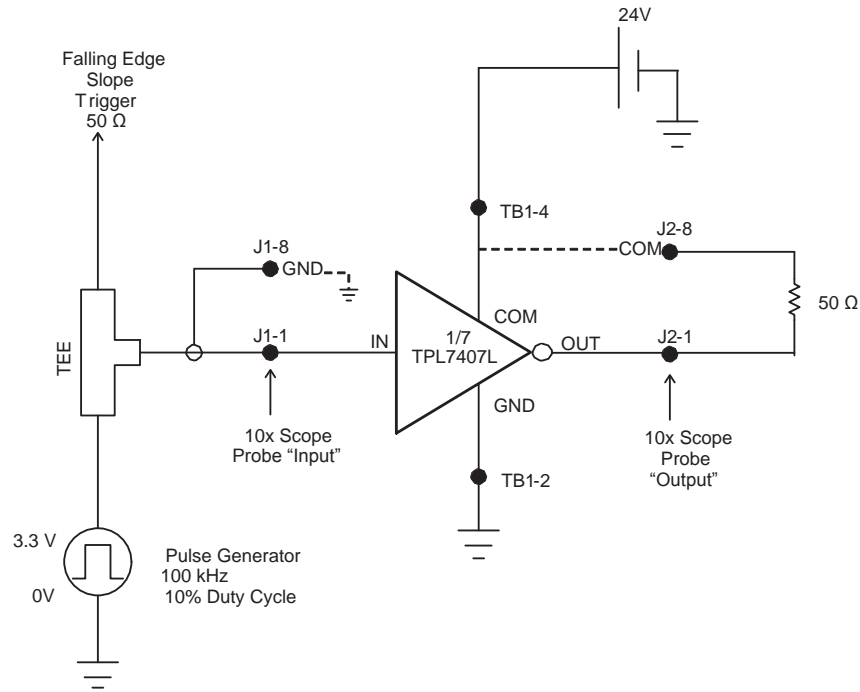 24V
Falling Edge
Slope
Trigger
50 Ω
TB1-4
J2-8
COM
J1-8
GND
50 Ω
COM
J1-1
IN
1/7
TPL7407L
OUT
J2-1
TEE
GND
10x Scope
Probe “Input”
10x Scope
Probe
“Output”
TB1-2
3.3 V
Pulse Generator
100 kHz
10% Duty Cycle
0V